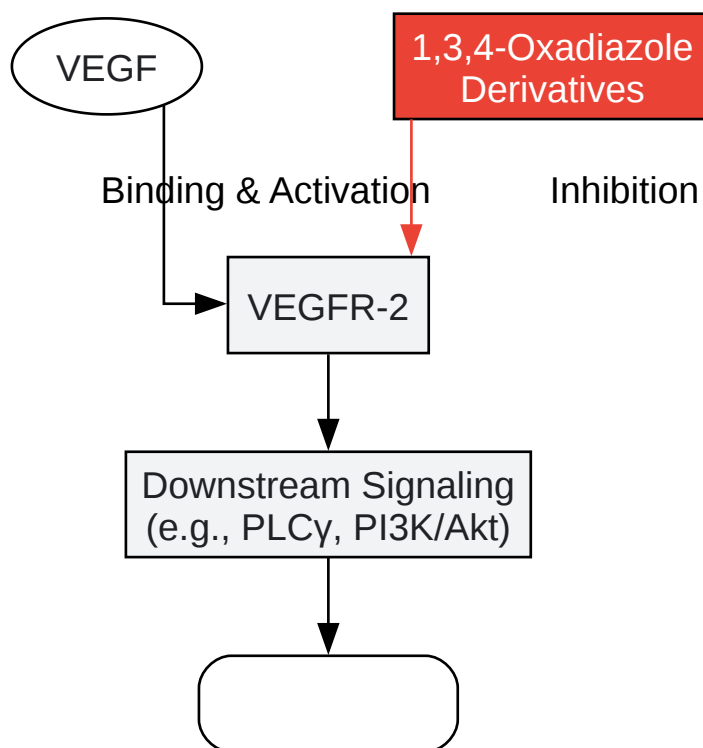 VEGF
1,3,4-Oxadiazole
Derivatives
Binding & Activation
Inhibition
VEGFR-2
Downstream Signaling
(e.g., PLCγ, PI3K/Akt)